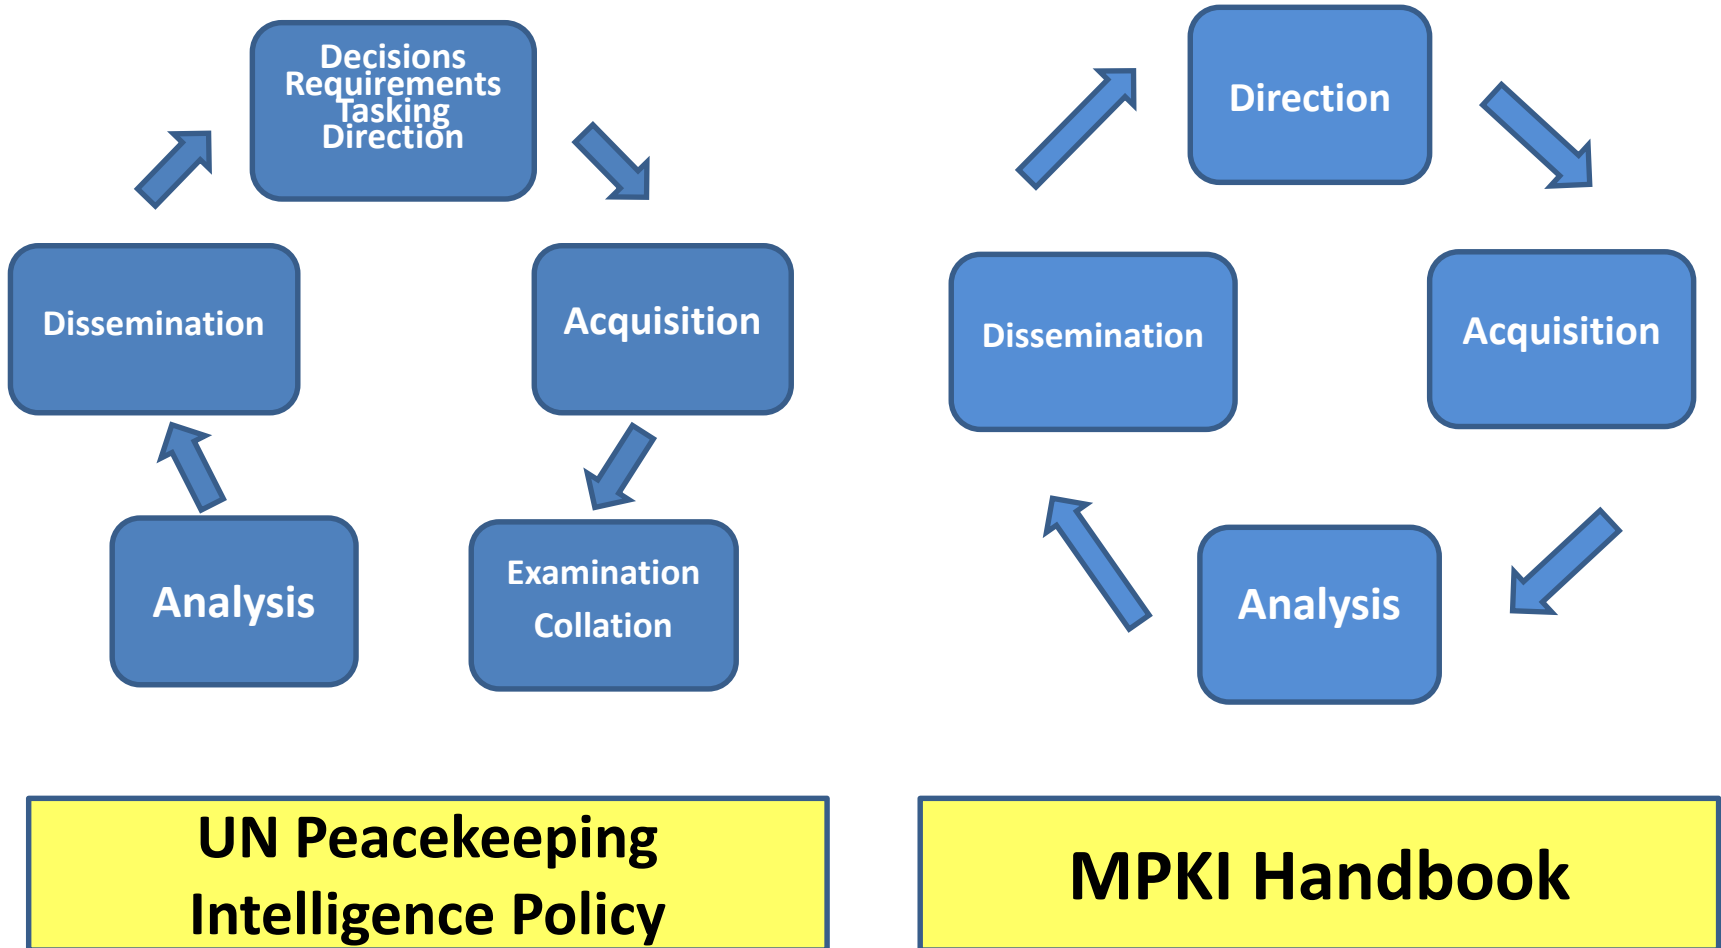 Decisions
Requirements
Tasking
Direction
Dissemination
Acquisition
Analysis
Examination
Collation
UN Peacekeeping
Intelligence Policy
Direction
Dissemination
Acquisition
Analysis
MPKI Handbook